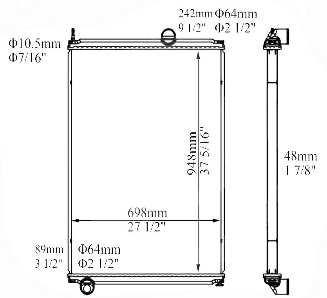 242mm Φ64mm
9 1/2" Φ2 1/2"
Φ10.5mm
Φ7/16"
948mm
37 5/16"
48mm
1 7/8"
698mm
27 1/2"
89mm Φ64mm
3 1/2" Φ2 1/2"